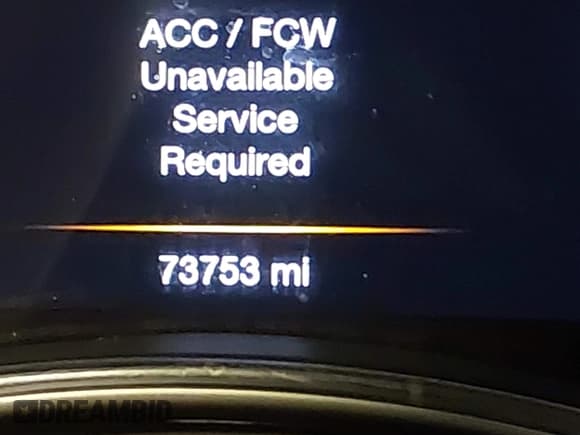 ACC / FCW
Unavailable
Service
Required
73753 mi
DREAMBID